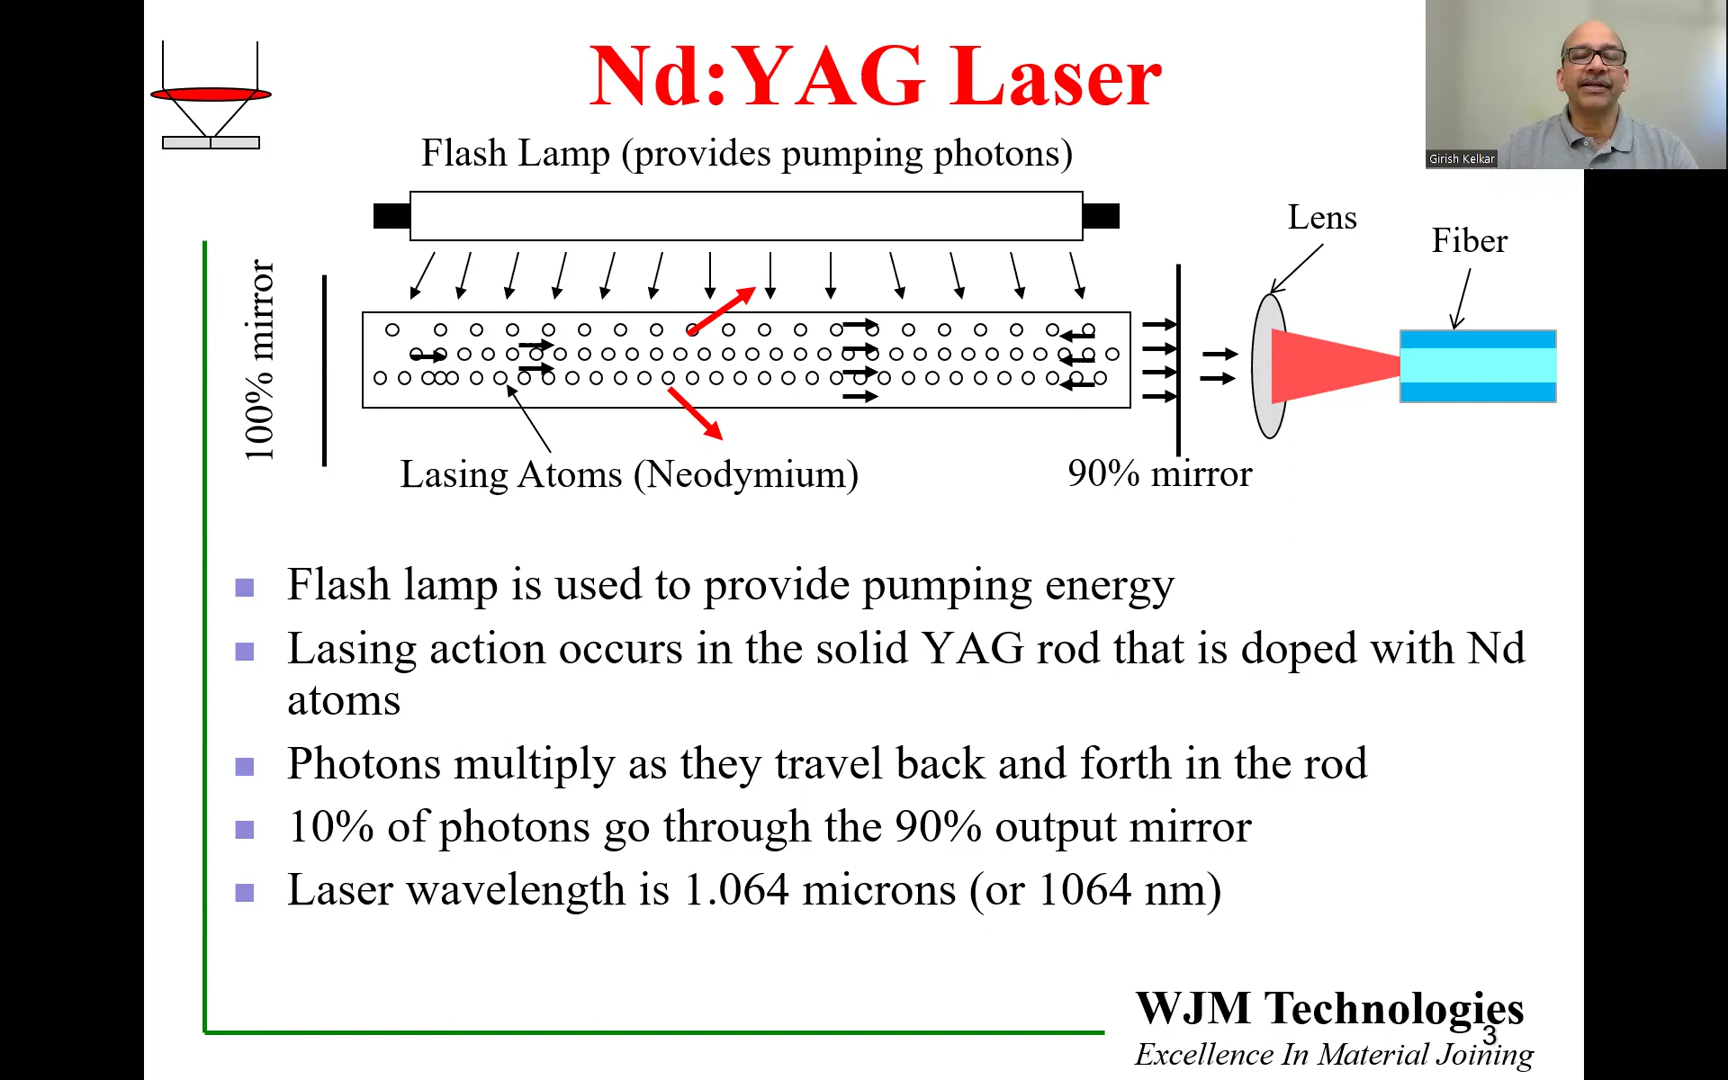 Nd:YAG Laser
Girish Kelkar
Flash Lamp (provides pumping photons)
Lens
Fiber
100% mirror
Lasing Atoms (Neodymium)
90% mirror
Flash lamp is used to provide pumping energy
Lasing action occurs in the solid YAG rod that is doped with Nd
atoms
Photons multiply as they travel back and forth in the rod
10% of photons go through the 90% output mirror
Laser wavelength is 1.064 microns (or 1064 nm)
WJM Technologies
3
Excellence In Material Joining